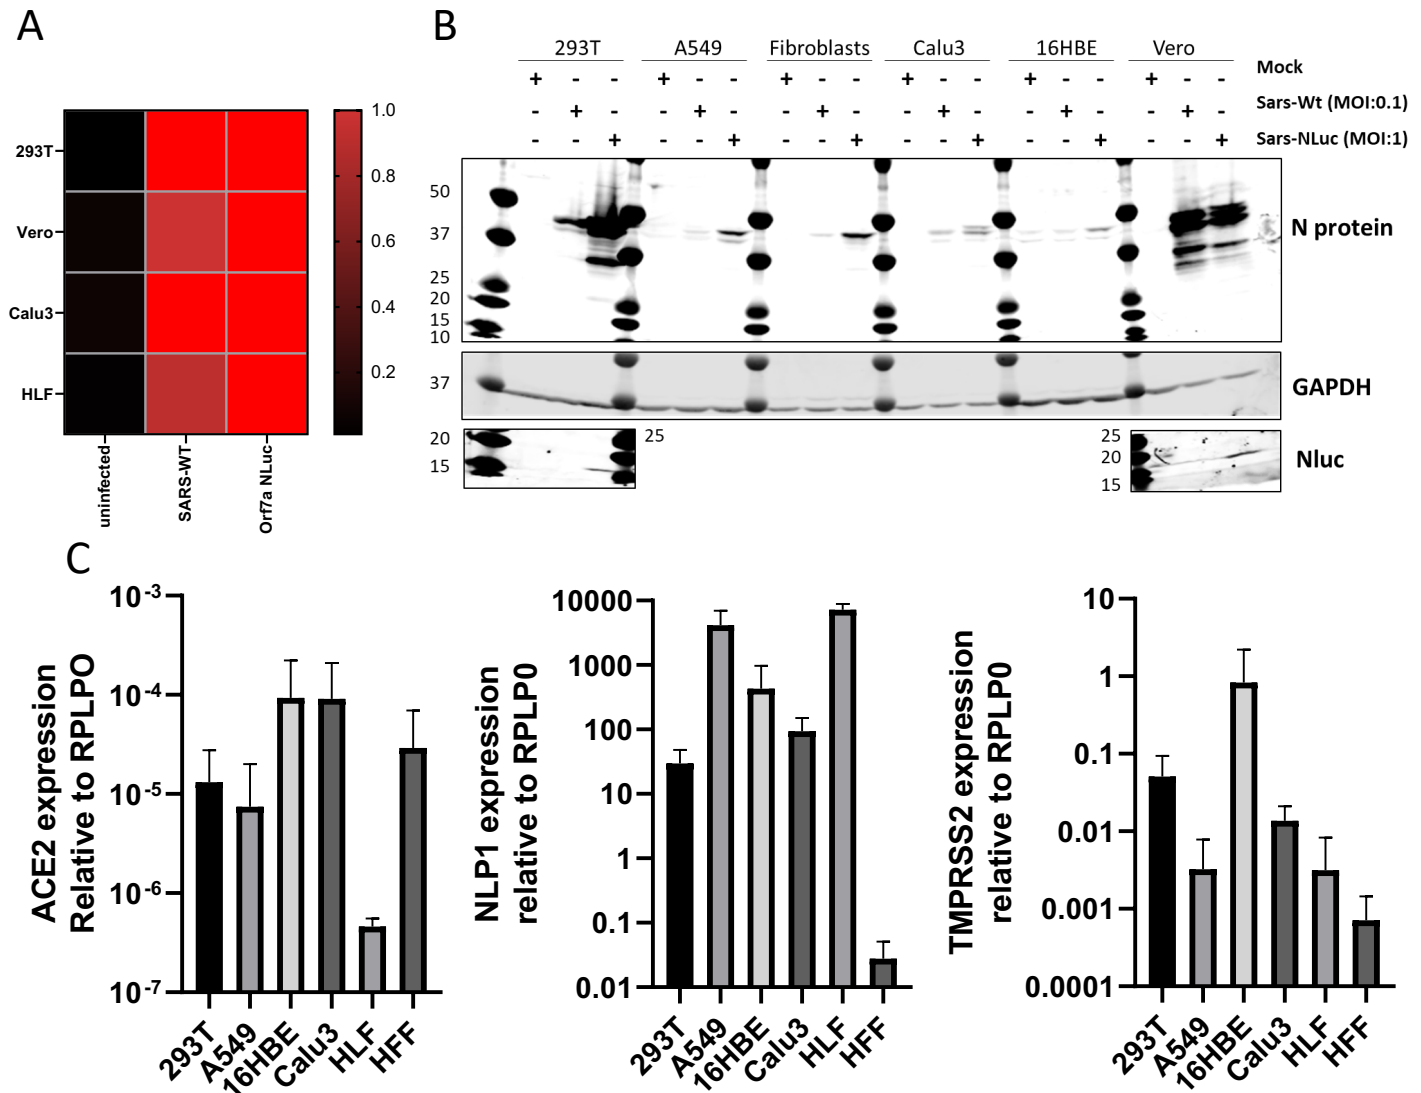 A
1.0
0.8
0.6
0.4
0.2
293T
Vero
Calu3
HLF
uninfected
SARS-WT
Orf7a NLuc
B
293T A549 Fibroblasts Calu3 16HBE Vero
+ - - + - - + - - + - - + - - + - - Mock
- + - - + - - + - - + - - + - - + - Sars-Wt (MOI:0.1)
- - + - - + - - + - - + - - + - - + Sars-NLuc (MOI:1)
50
37
25
20
15
10
N protein
37
GAPDH
20
15
25
25
20
15
Nluc
C
ACE2 expression
Relative to RPLPO
10-3
10-4
10-5
10-6
10-7
293T A549 16HBE Calu3 HLF HFF
NLP1 expression
relative to RPLP0
10000
1000
100
10
1
0.1
0.01
293T A549 16HBE Calu3 HLF HFF
TMPRSS2 expression
relative to RPLP0
10
1
0.1
0.01
0.001
0.0001
293T A549 16HBE Calu3 HLF HFF